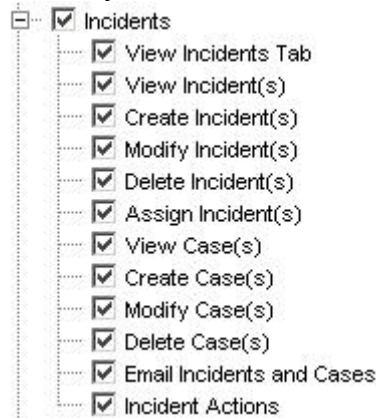 Incidents
View Incidents Tab
View Incident(s)
Create Incident(s)
Modify Incident(s)
Delete Incident(s)
Assign Incident(s)
View Case(s)
Create Case(s)
Modify Case(s)
Delete Case(s)
Email Incidents and Cases
Incident Actions